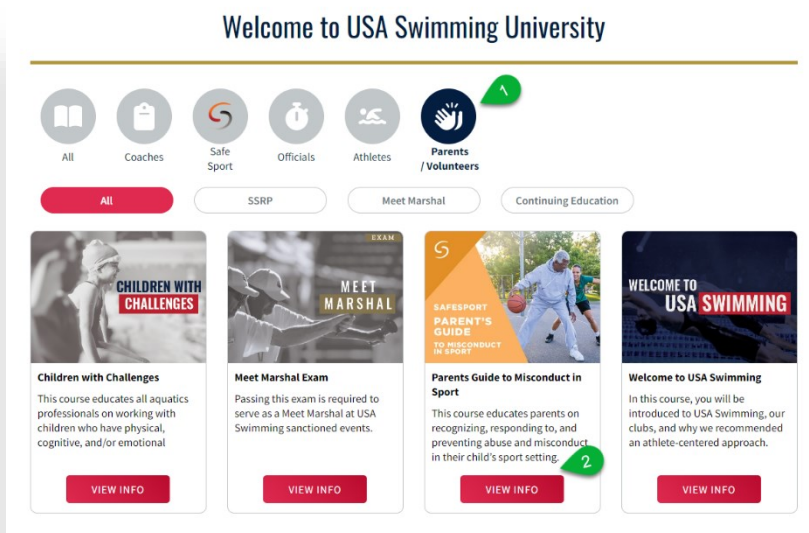 Welcome to USA Swimming University
1
All
Coaches
Safe
Sport
Officials
Athletes
Parents
/ Volunteers
All
SSRP
Meet Marshal
Continuing Education
CHILDREN WITH
CHALLENGES
Children with Challenges
This course educates all aquatics
professionals on working with
children who have physical,
cognitive, and/or emotional
VIEW INFO
EXAM
MEET
MARSHAL
Meet Marshal Exam
Passing this exam is required to
serve as a Meet Marshal at USA
Swimming sanctioned events.
VIEW INFO
SAFESPORT
PARENT'S
GUIDE
TO MISCONDUCT
IN SPORT
Parents Guide to Misconduct in
Sport
This course educates parents on
recognizing, responding to, and
preventing abuse and misconduct
in their child's sport setting.
2
VIEW INFO
WELCOME TO
USA SWIMMING
Welcome to USA Swimming
In this course, you will be
introduced to USA Swimming, our
clubs, and why we recommended
an athlete-centered approach.
VIEW INFO